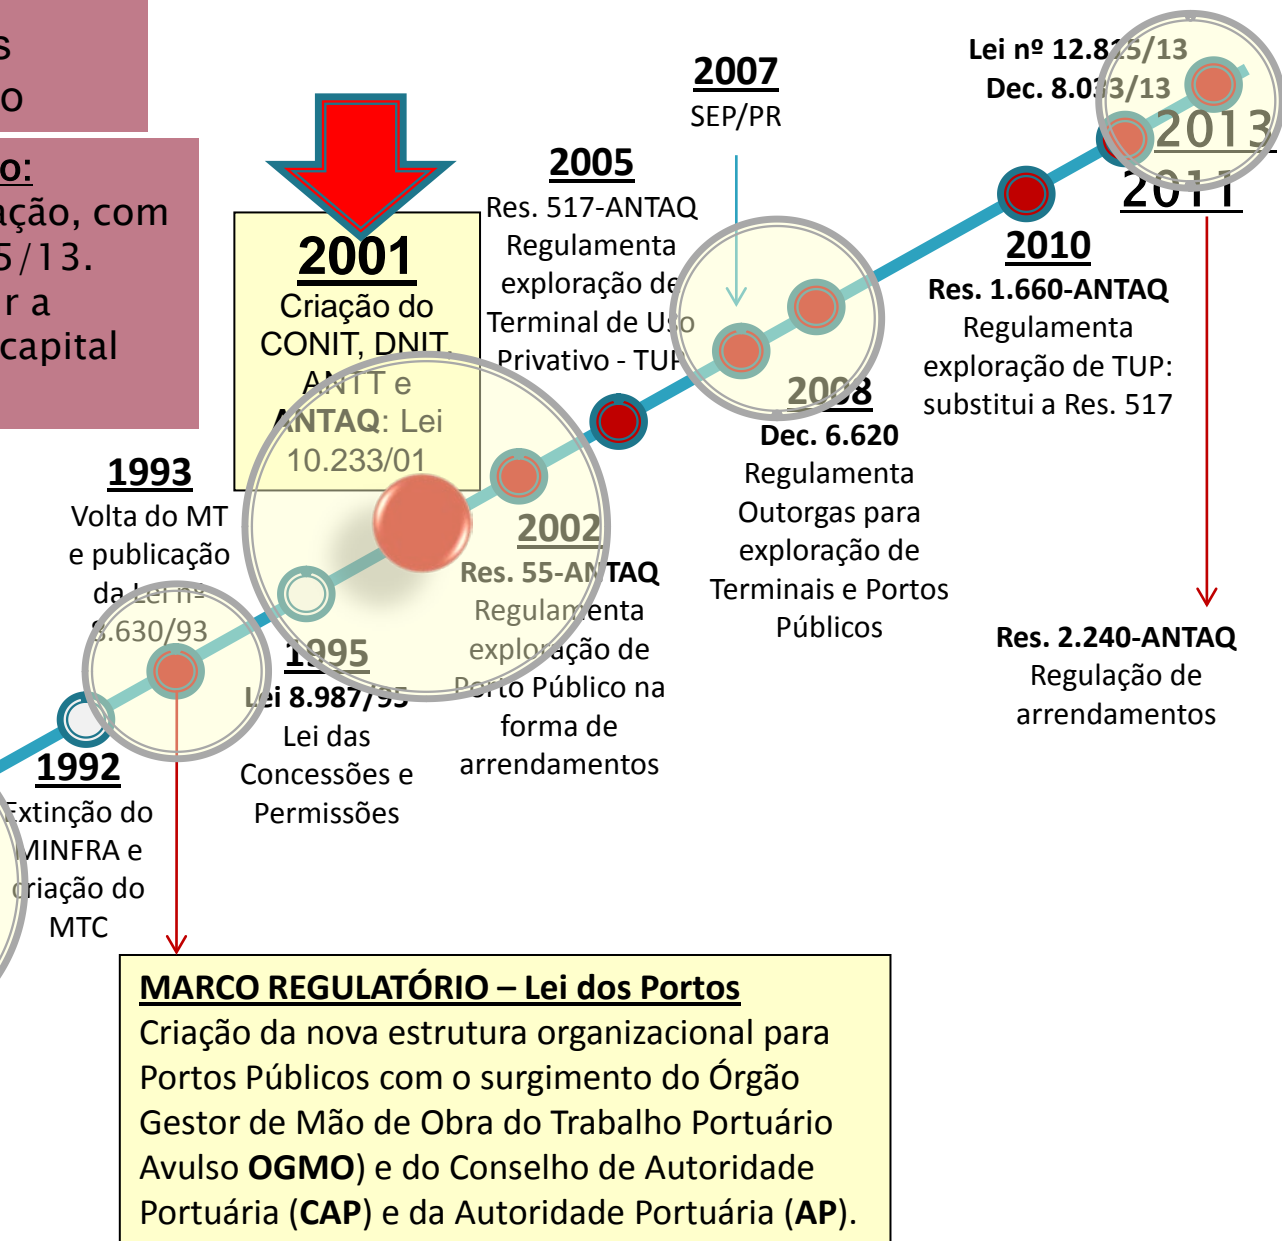 s
o
o:
ação, com
5/13.
r a
capital
2001
Criação do
CONIT, DNIT,
ANTT e
ANTAQ: Lei
10.233/01
2005
Res. 517-ANTAQ
Regulamenta
exploração de
Terminal de Uso
Privativo - TUP
2007
SEP/PR
Lei nº 12.815/13
Dec. 8.033/13
2013
2011
2010
Res. 1.660-ANTAQ
Regulamenta
exploração de TUP:
substitui a Res. 517
2008
Dec. 6.620
Regulamenta
Outorgas para
exploração de
Terminais e Portos
Públicos
1993
Volta do MT
e publicação
da Lei nº
8.630/93
2002
Res. 55-ANTAQ
Regulamenta
exploração de
Porto Público na
forma de
arrendamentos
1995
Lei 8.987/95
Lei das
Concessões e
Permissões
Res. 2.240-ANTAQ
Regulação de
arrendamentos
1992
Extinção do
MINFRA e
criação do
MTC
MARCO REGULATÓRIO – Lei dos Portos
Criação da nova estrutura organizacional para
Portos Públicos com o surgimento do Órgão
Gestor de Mão de Obra do Trabalho Portuário
Avulso OGMO) e do Conselho de Autoridade
Portuária (CAP) e da Autoridade Portuária (AP).